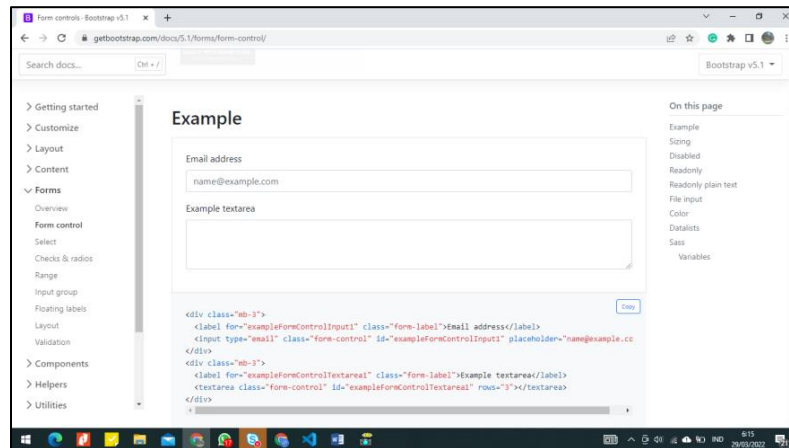 Form controls · Bootstrap v5.1
getbootstrap.com/docs/5.1/forms/form-control/
Search docs...
Ctrl + /
Bootstrap v5.1
Getting started
Customize
Layout
Content
Forms
Overview
Form control
Select
Checks & radios
Range
Input group
Floating labels
Layout
Validation
Components
Helpers
Utilities
Example
Email address
name@example.com
Example textarea
Copy
<div class="mb-3">
<label for="exampleFormControlInput1" class="form-label">Email address</label>
<input type="email" class="form-control" id="exampleFormControlInput1" placeholder="name@example.co
</div>
<div class="mb-3">
<label for="exampleFormControlTextarea1" class="form-label">Example textarea</label>
<textarea class="form-control" id="exampleFormControlTextarea1" rows="3"></textarea>
</div>
On this page
Example
Sizing
Disabled
Readonly
Readonly plain text
File input
Color
Datalists
Sass
Variables
IND
6:15
29/03/2022